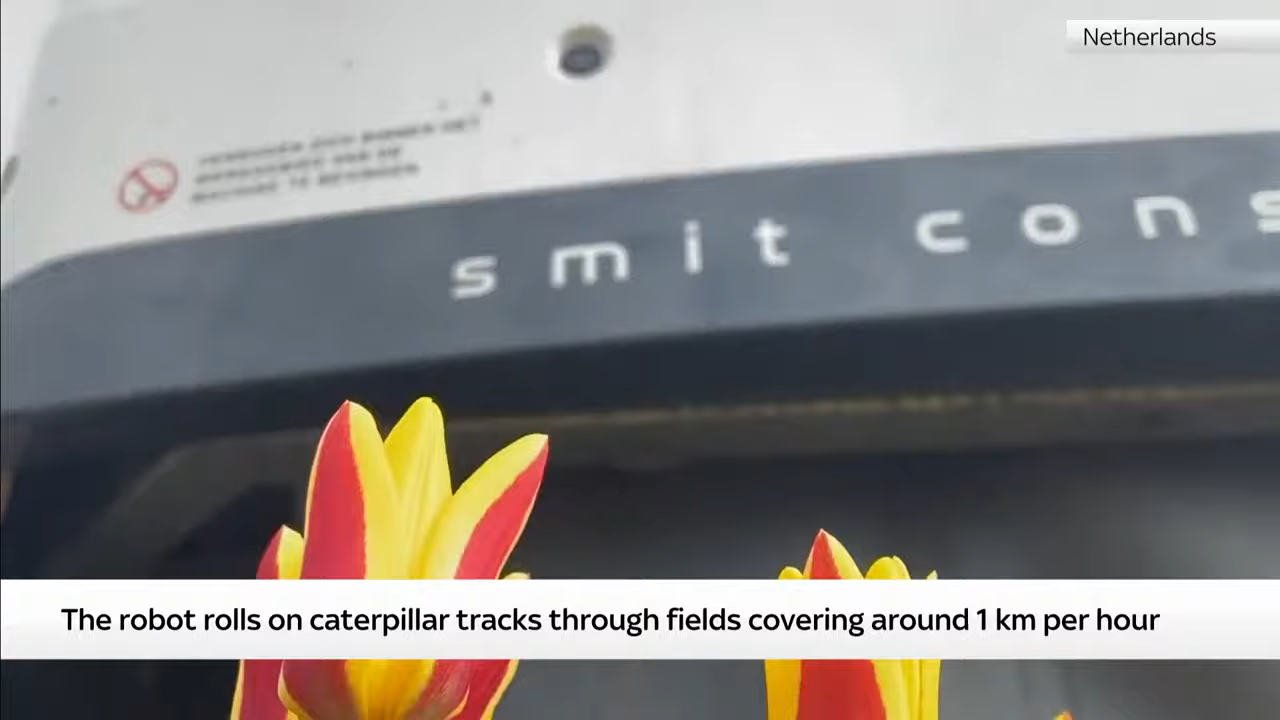 Netherlands
smit cons
The robot rolls on caterpillar tracks through fields covering around 1 km per hour